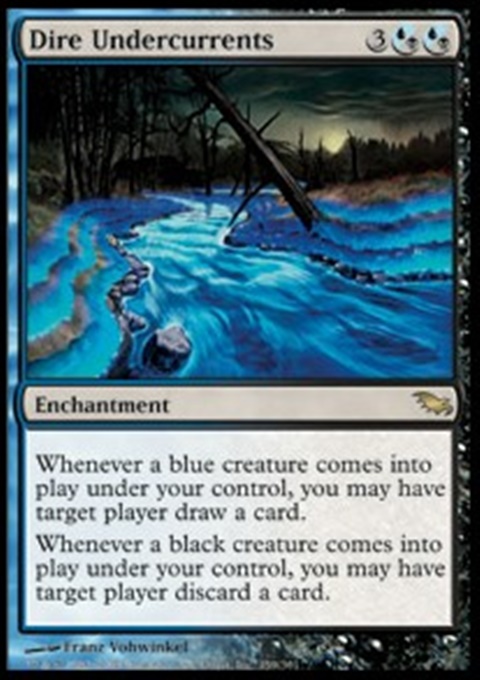 Dire Undercurrents 3
Enchantment
Whenever a blue creature comes into
play under your control, you may have
target player draw a card.
Whenever a black creature comes into
play under your control, you may have
target player discard a card.
Franz Vohwinkel